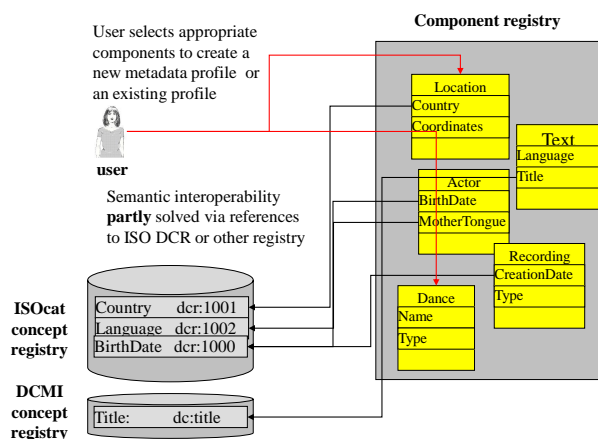 Component registry
User selects appropriate
components to create a
new metadata profile or
an existing profile
user
Semantic interoperability
partly solved via references
to ISO DCR or other registry
Location
Country
Coordinates
Text
Language
Title
Actor
BirthDate
MotherTongue
Recording
CreationDate
Type
Dance
Name
Type
ISOcat
concept
registry
Country dcr:1001
Language dcr:1002
BirthDate dcr:1000
DCMI
concept
registry
Title: dc:title